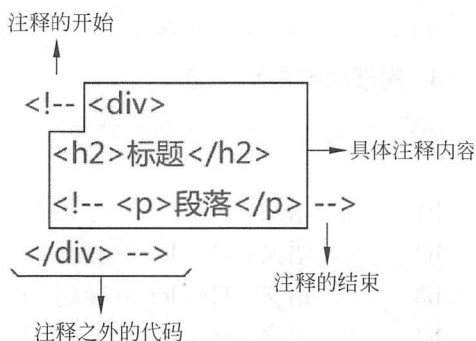 注释的开始
<!-- <div>
<h2>标题</h2>
具体注释内容
<!-- <p>段落</p> -->
</div> -->
注释的结束
注释之外的代码